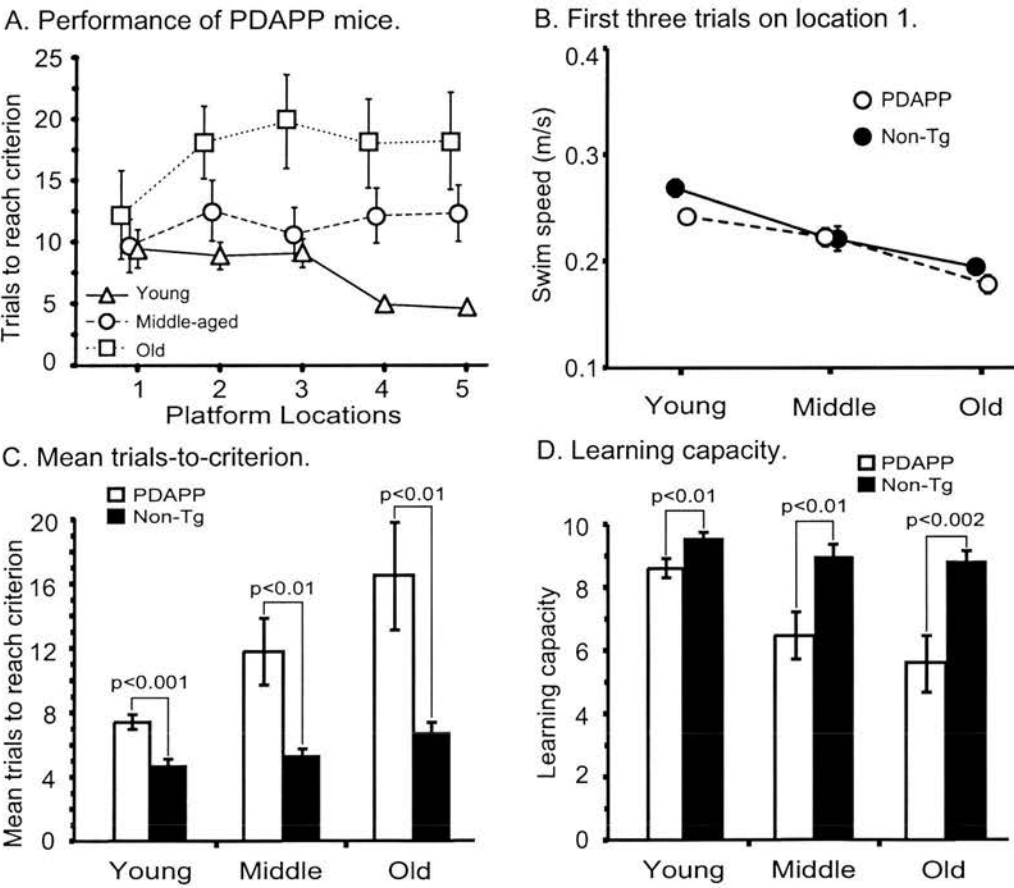 A. Performance of PDAPP mice.
Trials to reach criterion
25
20
15
10
5
0
Young
Middle-aged
Old
1 2 3 4 5
Platform Locations
B. First three trials on location 1.
Swim speed (m/s)
0.4
0.3
0.2
0.1
PDAPP
Non-Tg
Young Middle Old
C. Mean trials-to-criterion.
Mean trials to reach criterion
PDAPP
Non-Tg
20
16
12
8
4
0
p<0.001
p<0.01
p<0.01
Young Middle Old
D. Learning capacity.
Learning capacity
PDAPP
Non-Tg
10
8
6
4
2
0
p<0.01
p<0.01
p<0.002
Young Middle Old